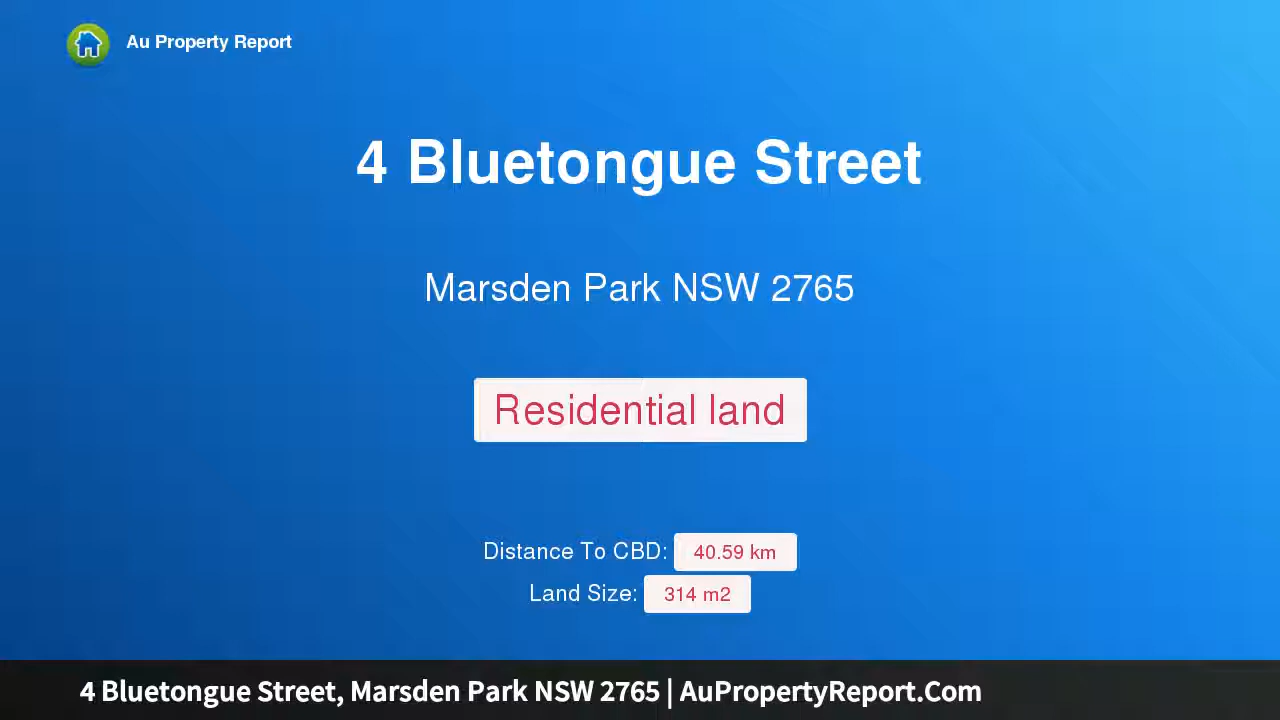 Au Property Report
4 Bluetongue Street
Marsden Park NSW 2765
Residential land
Distance To CBD: 40.59 km
Land Size: 314 m2
4 Bluetongue Street, Marsden Park NSW 2765 | AuPropertyReport.Com